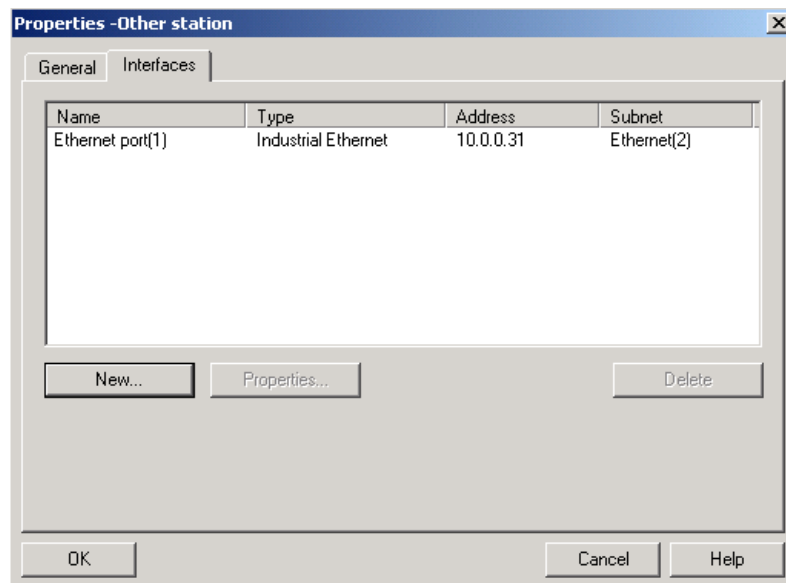 Properties -Other station
General Interfaces
Name Type Address Subnet
Ethernet port(1) Industrial Ethernet 10.0.0.31 Ethernet(2)
New... Properties... Delete
OK Cancel Help